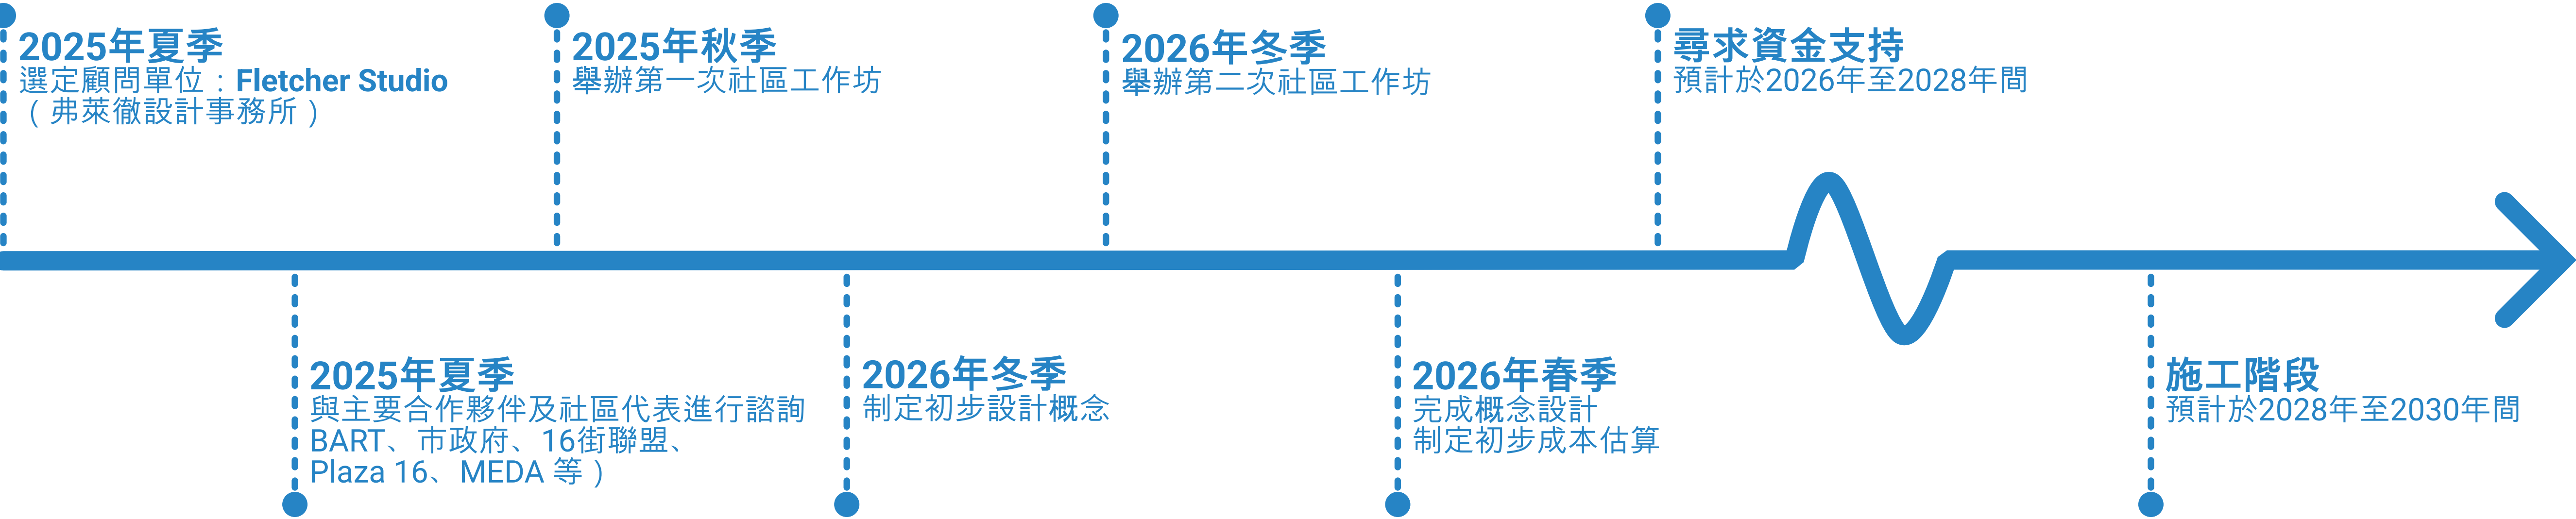 2025年夏季
選定顧問單位：Fletcher Studio
（弗萊徹設計事務所）
2025年夏季
與主要合作夥伴及社區代表進行諮詢
BART、市政府、16街聯盟、
Plaza 16、MEDA 等）
2025年秋季
舉辦第一次社區工作坊
2026年冬季
制定初步設計概念
2026年冬季
舉辦第二次社區工作坊
2026年春季
完成概念設計
制定初步成本估算
尋求資金支持
預計於2026年至2028年間
施工階段
預計於2028年至2030年間